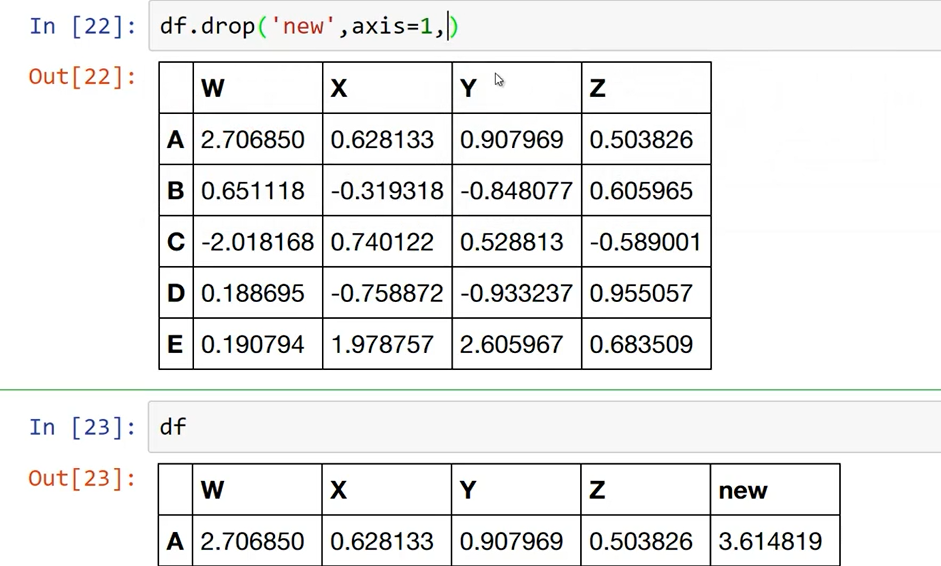 In [22]: df.drop('new',axis=1,)
Out[22]:
W X Y Z
A 2.706850 0.628133 0.907969 0.503826
B 0.651118 -0.319318 -0.848077 0.605965
C -2.018168 0.740122 0.528813 -0.589001
D 0.188695 -0.758872 -0.933237 0.955057
E 0.190794 1.978757 2.605967 0.683509
In [23]: df
Out[23]:
W X Y Z new
A 2.706850 0.628133 0.907969 0.503826 3.614819